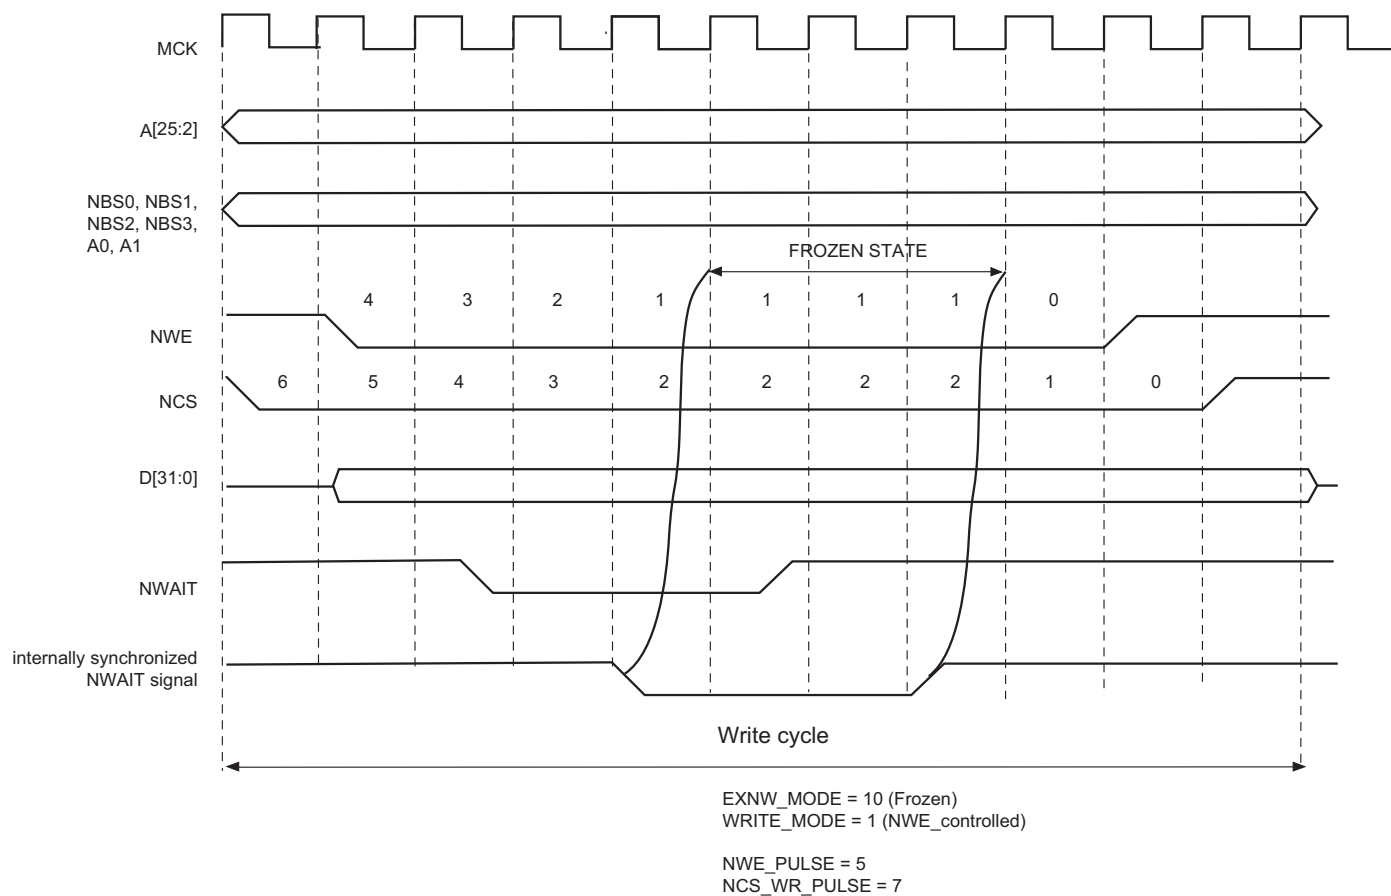 MCK
A[25:2]
NBS0, NBS1,
NBS2, NBS3,
A0, A1
FROZEN STATE
4 3 2 1 1 1 1 0
NWE
6 5 4 3 2 2 2 2 1 0
NCS
D[31:0]
NWAIT
internally synchronized
NWAIT signal
Write cycle
EXNW_MODE = 10 (Frozen)
WRITE_MODE = 1 (NWE_controlled)
NWE_PULSE = 5
NCS_WR_PULSE = 7